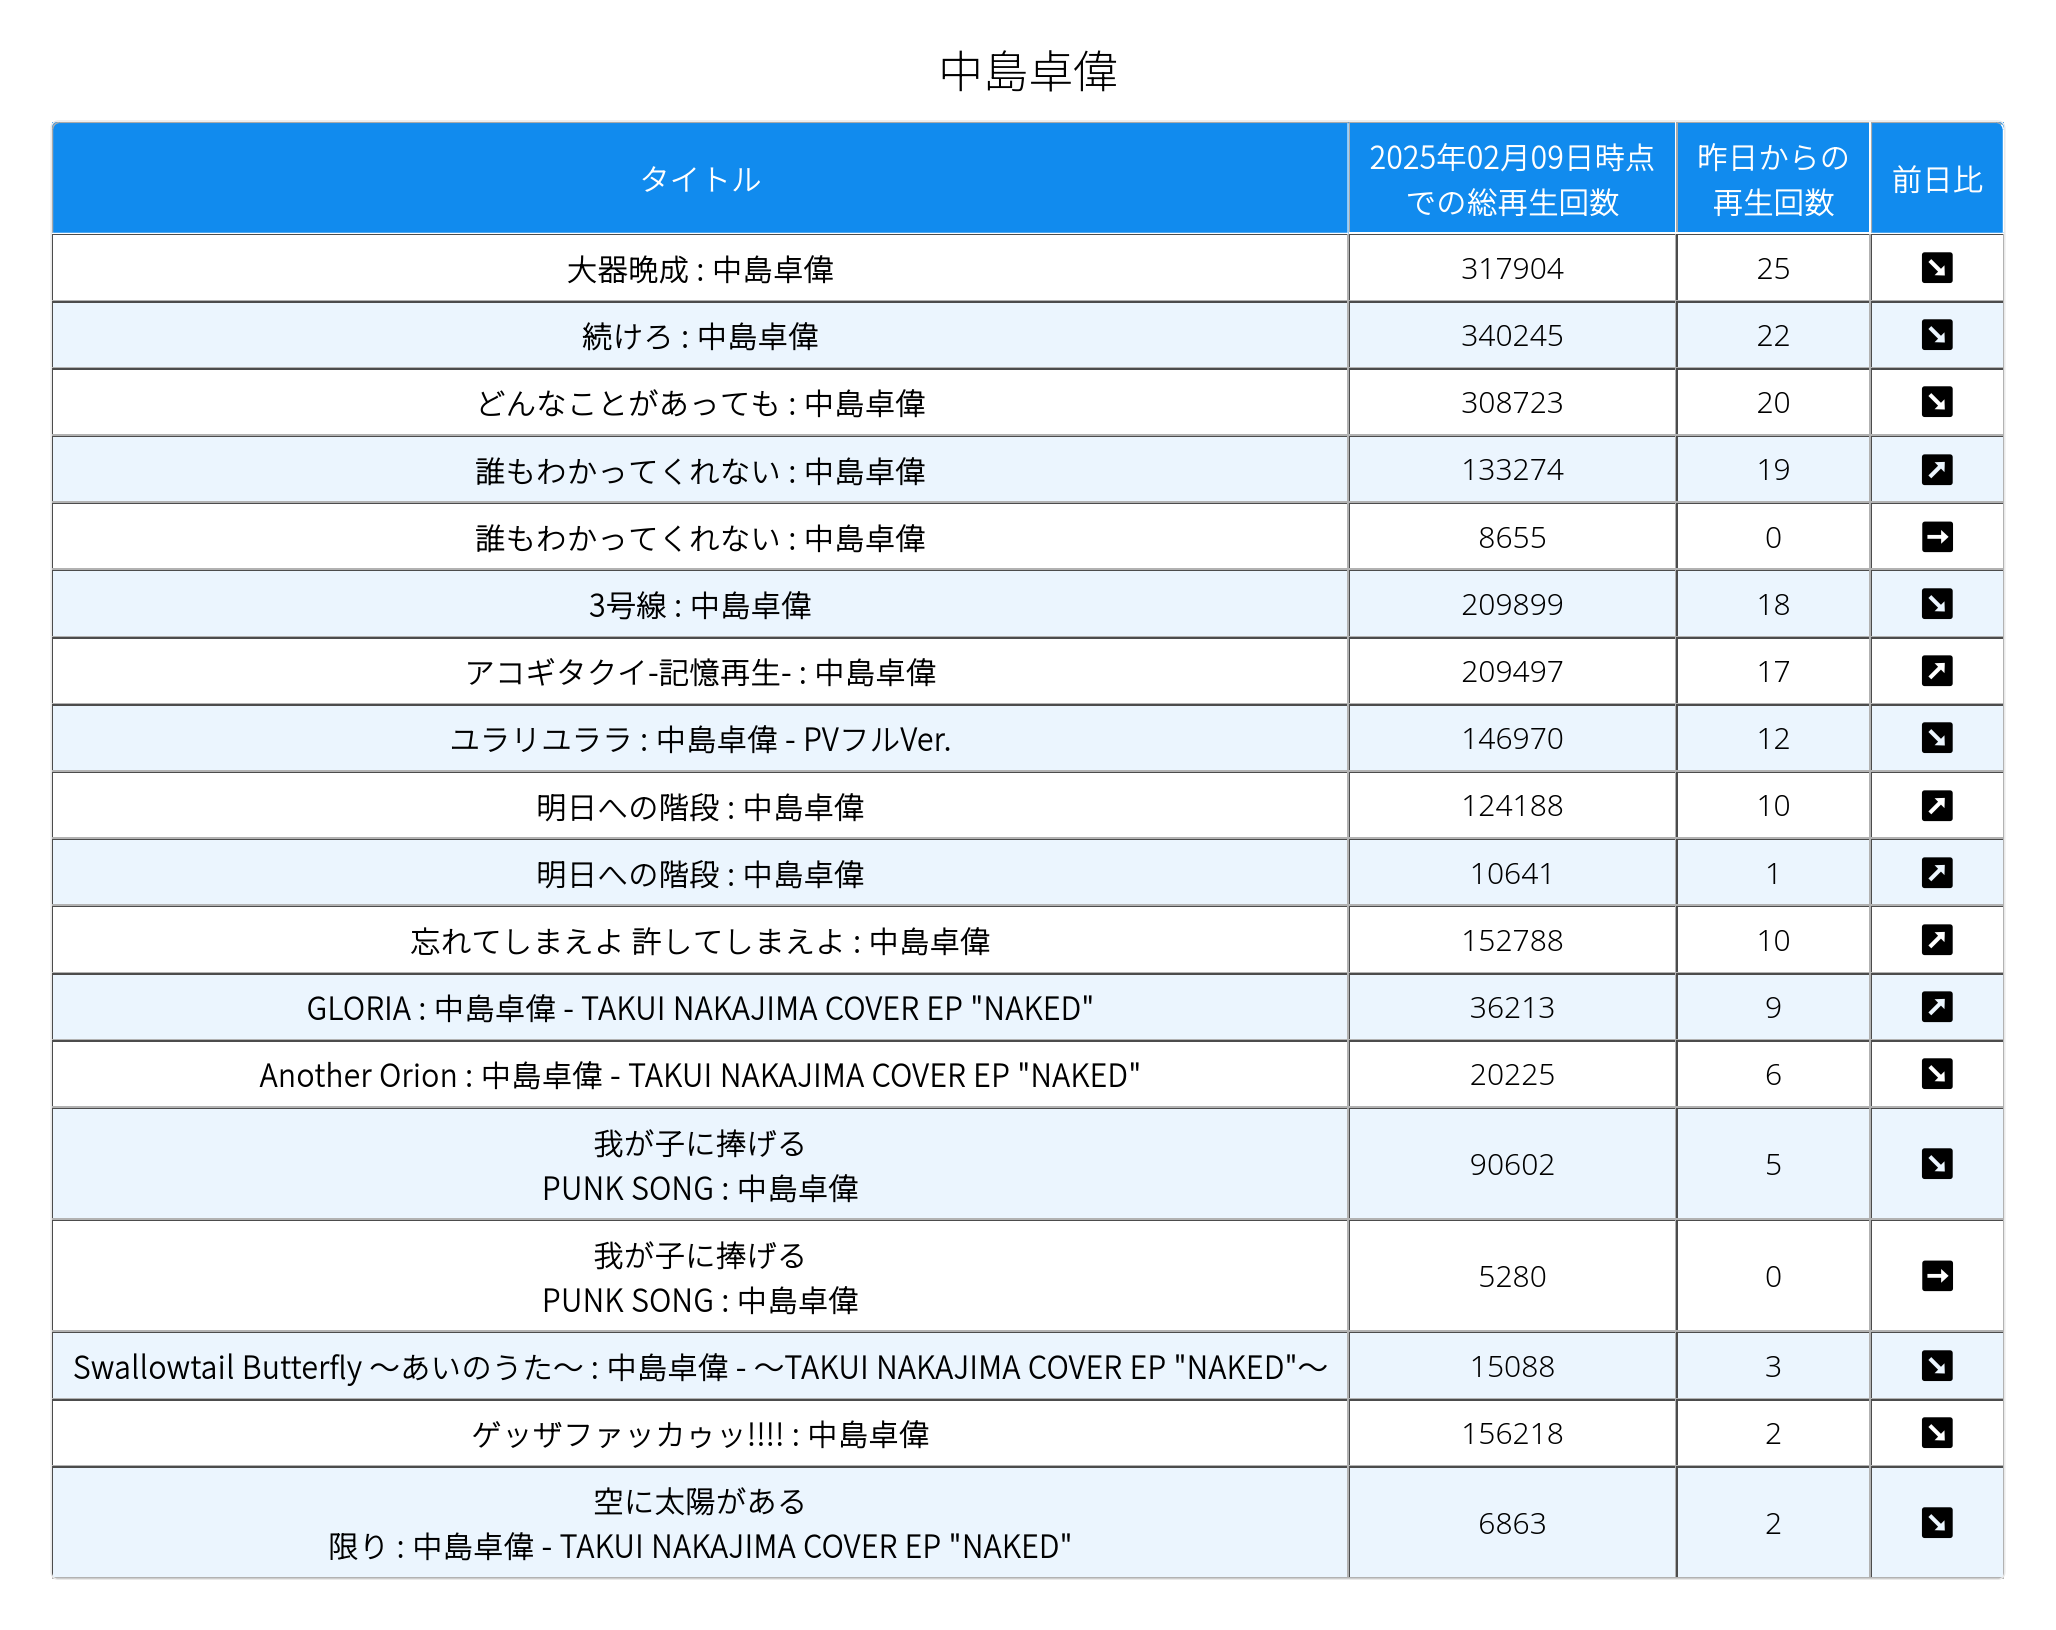 中島卓偉
タイトル
2025年02月09日時点
での総再生回数
昨日からの
再生回数
前日比
大器晩成 : 中島卓偉 317904 25 ↘
続けろ : 中島卓偉 340245 22 ↘
どんなことがあっても : 中島卓偉 308723 20 ↘
誰もわかってくれない : 中島卓偉 133274 19 ↗
誰もわかってくれない : 中島卓偉 8655 0 →
3号線 : 中島卓偉 209899 18 ↘
アコギタクイ-記憶再生- : 中島卓偉 209497 17 ↗
ユラリユララ : 中島卓偉 - PVフルVer. 146970 12 ↘
明日への階段 : 中島卓偉 124188 10 ↗
明日への階段 : 中島卓偉 10641 1 ↗
忘れてしまえよ 許してしまえよ : 中島卓偉 152788 10 ↗
GLORIA : 中島卓偉 - TAKUI NAKAJIMA COVER EP "NAKED" 36213 9 ↗
Another Orion : 中島卓偉 - TAKUI NAKAJIMA COVER EP "NAKED" 20225 6 ↘
我が子に捧げる
PUNK SONG : 中島卓偉 90602 5 ↘
我が子に捧げる
PUNK SONG : 中島卓偉 5280 0 →
Swallowtail Butterfly ～あいのうた～ : 中島卓偉 - ～TAKUI NAKAJIMA COVER EP "NAKED"～ 15088 3 ↘
ゲッザファッカゥッ!!!! : 中島卓偉 156218 2 ↘
空に太陽がある
限り : 中島卓偉 - TAKUI NAKAJIMA COVER EP "NAKED" 6863 2 ↘